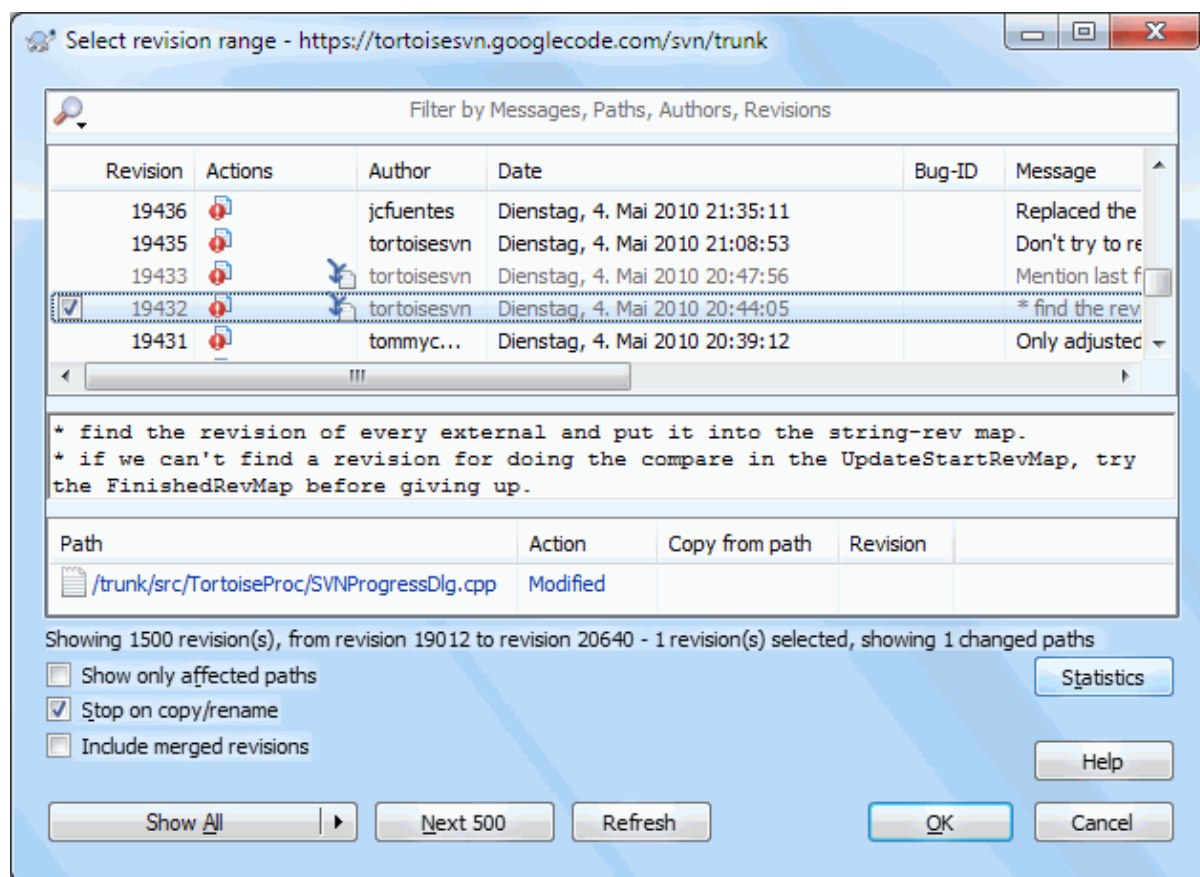 Select revision range - https://tortoisesvn.googlecode.com/svn/trunk
Filter by Messages, Paths, Authors, Revisions
Revision Actions Author Date Bug-ID Message
19436 jcfuentes Dienstag, 4. Mai 2010 21:35:11 Replaced the
19435 tortoisesvn Dienstag, 4. Mai 2010 21:08:53 Don't try to re
19433 tortoisesvn Dienstag, 4. Mai 2010 20:47:56 Mention last f
19432 tortoisesvn Dienstag, 4. Mai 2010 20:44:05 * find the rev
19431 tommyc... Dienstag, 4. Mai 2010 20:39:12 Only adjusted
* find the revision of every external and put it into the string-rev map.
* if we can't find a revision for doing the compare in the UpdateStartRevMap, try
the FinishedRevMap before giving up.
Path Action Copy from path Revision
/trunk/src/TortoiseProc/SVNProgressDlg.cpp Modified
Showing 1500 revision(s), from revision 19012 to revision 20640 - 1 revision(s) selected, showing 1 changed paths
Show only affected paths
Statistics
Stop on copy/rename
Include merged revisions
Help
Show All Next 500 Refresh OK Cancel